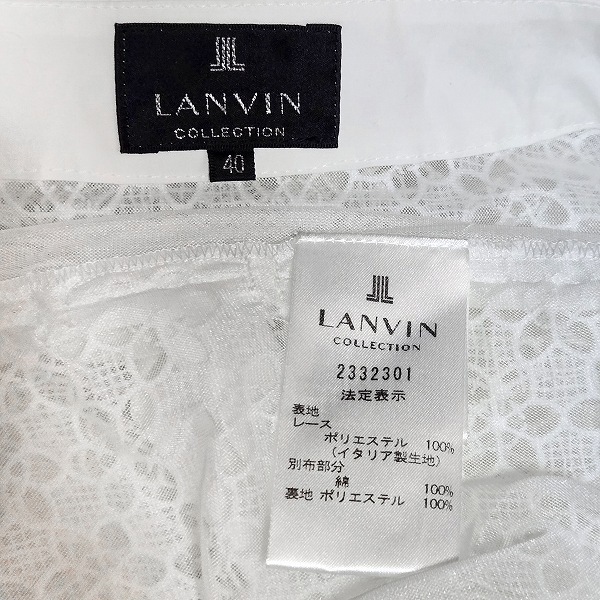 LANVIN
COLLECTION
40
LANVIN
COLLECTION
2332301
法定表示
表地
レース
ポリエステル 100%
(イタリア製生地)
別布部分
綿 100%
裏地 ポリエステル 100%